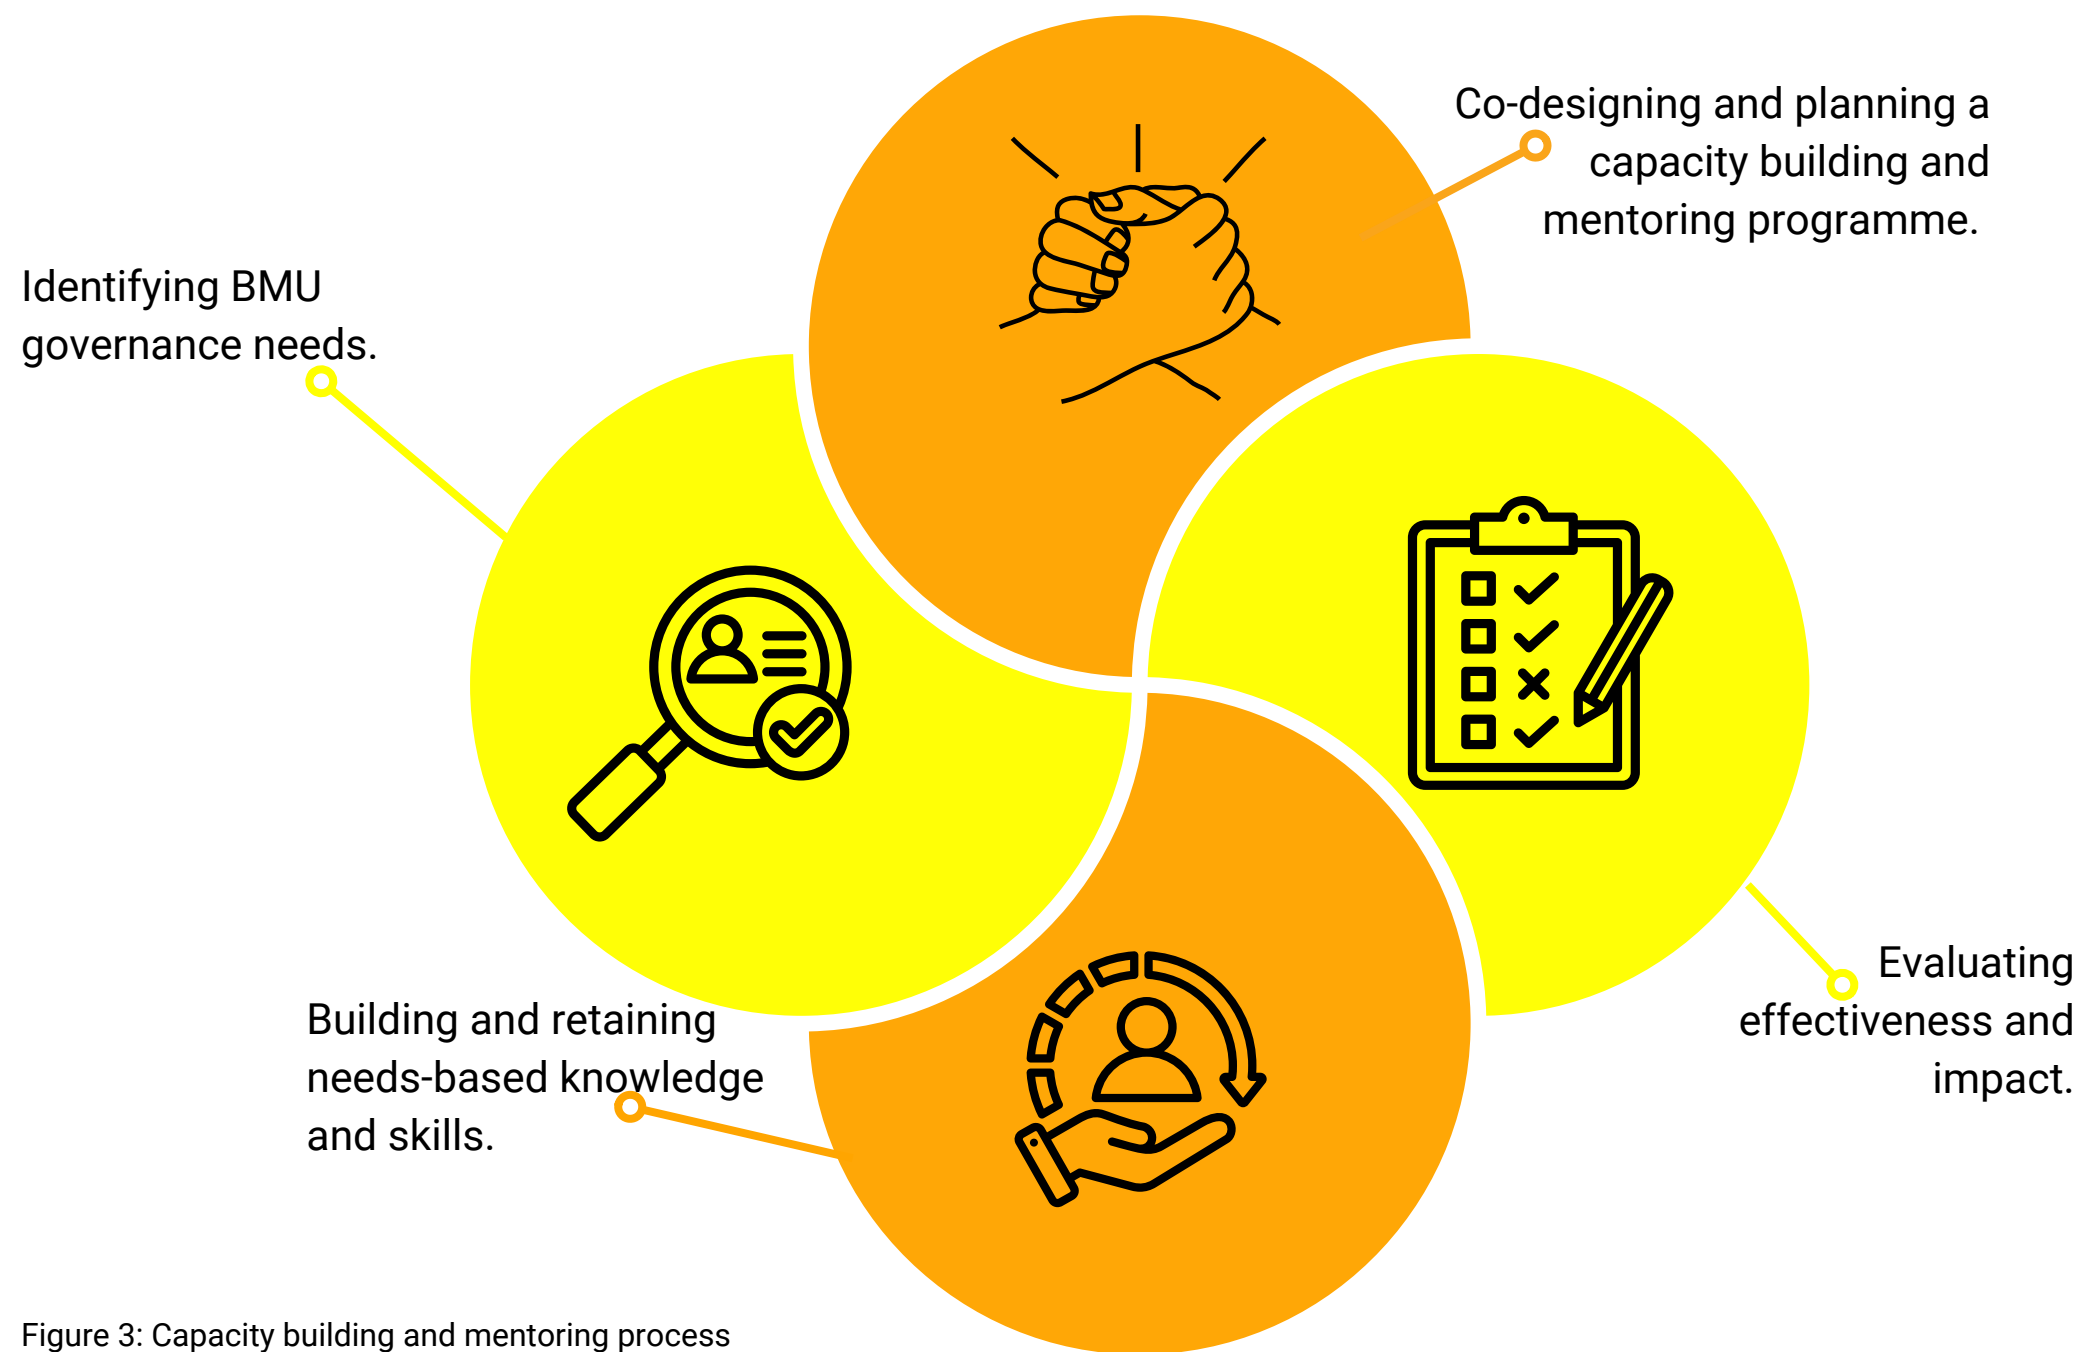 Co-designing and planning a
capacity building and
mentoring programme.
Identifying BMU
governance needs.
Evaluating
effectiveness and
impact.
Building and retaining
needs-based knowledge
and skills.
Figure 3: Capacity building and mentoring process